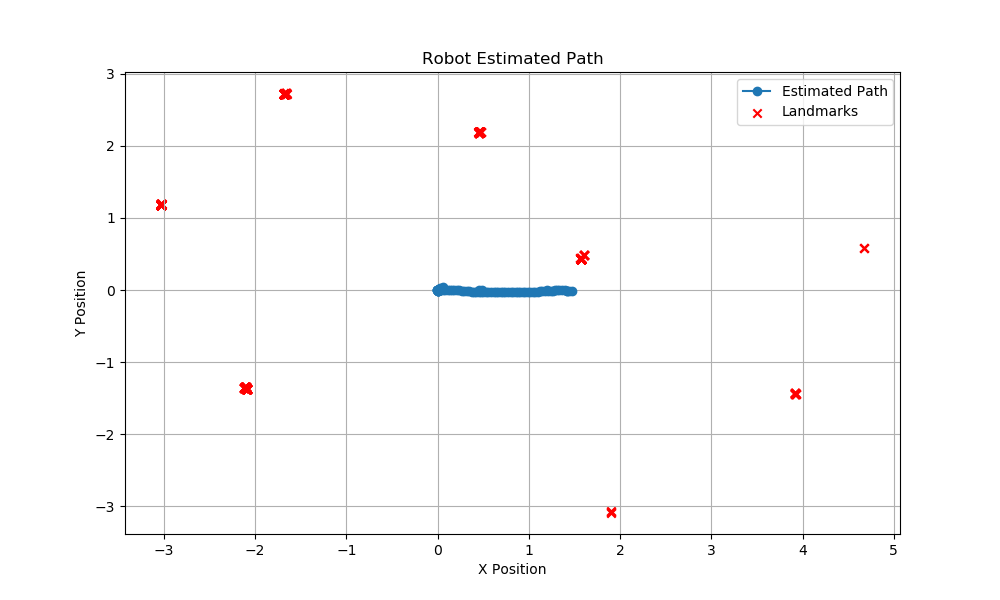 Robot Estimated Path
Estimated Path
Landmarks
3
2
1
0
−1
−2
−3
Y Position
−3 −2 −1 0 1 2 3 4 5
X Position